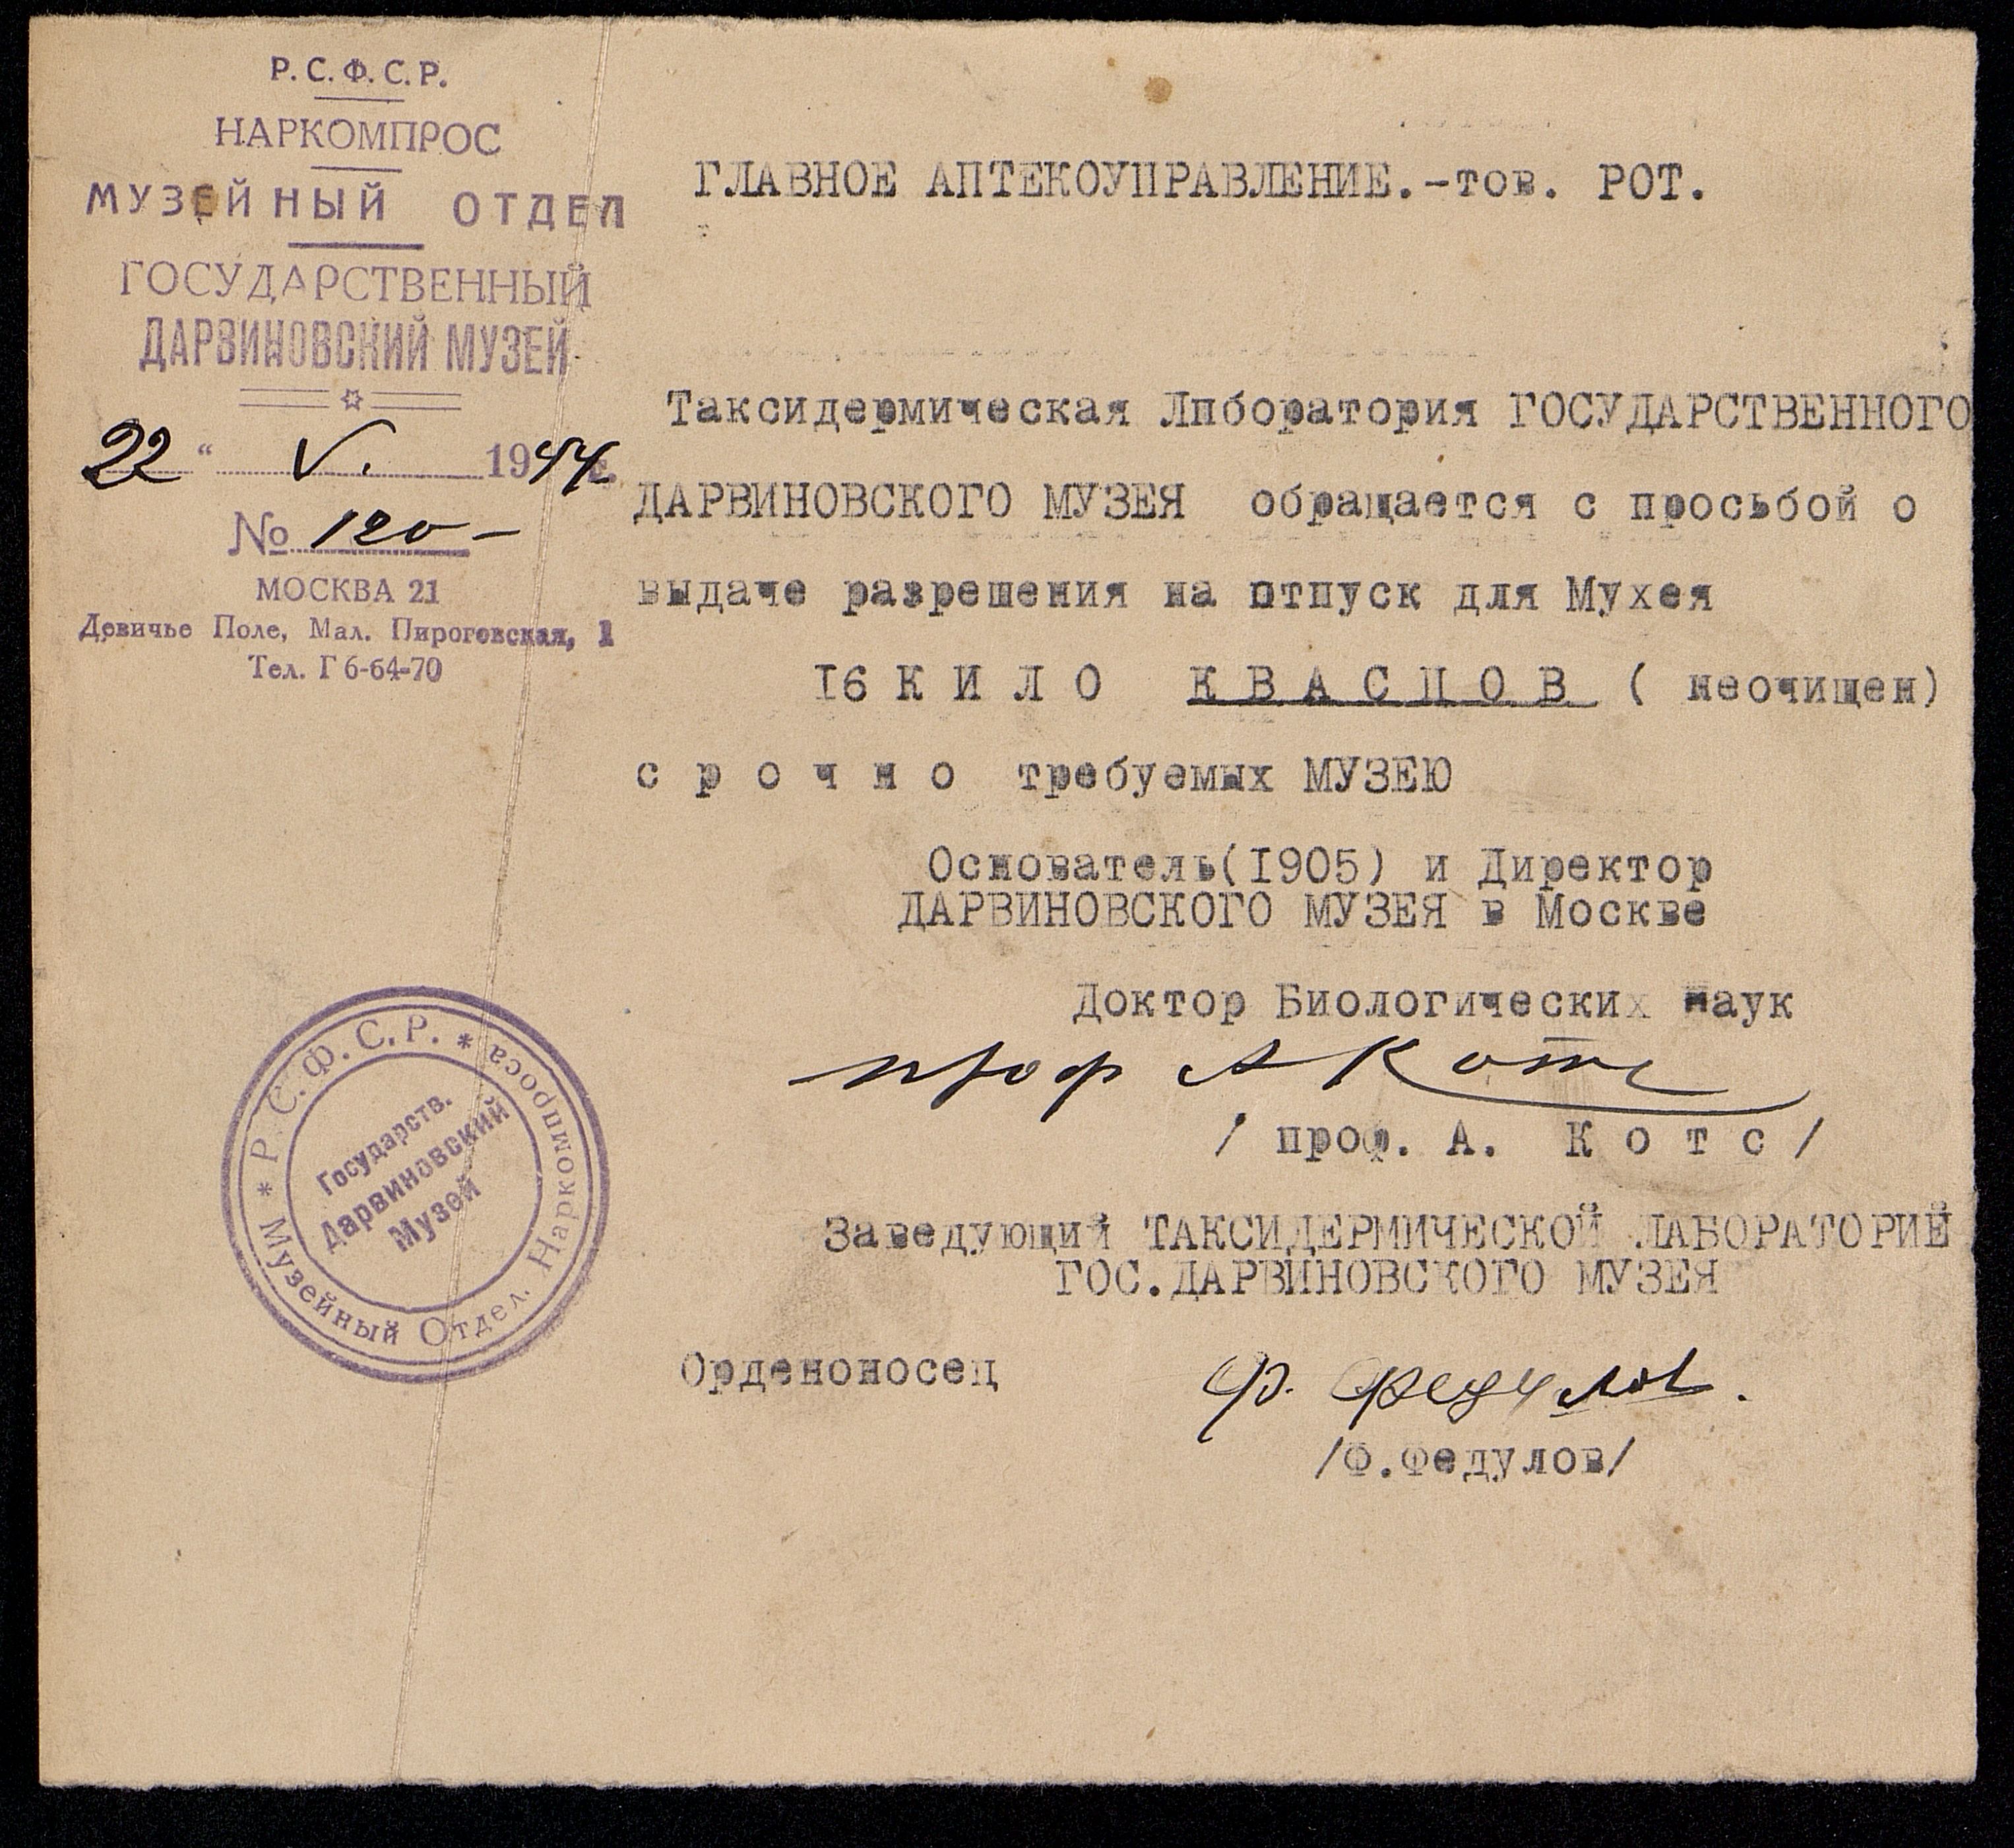 Р.С.Ф.С.Р.
НАРКОМПРОС
МУЗЕЙНЫЙ ОТДЕЛ
ГОСУДАРСТВЕННЫЙ
ДАРВИНОВСКИЙ МУЗЕЙ
22 " V. 1944 г.
№ 120-
МОСКВА 21
Девичье Поле, Мал. Пироговская, 1
Тел. Г 6-64-70
ГЛАВНОЕ АПТЕКОУПРАВЛЕНИЕ.-тов. РОТ.
Таксидермическая Лпборатория ГОСУДАРСТВЕННОГО
ДАРВИНОВСКОГО МУЗЕЯ обращается с просьбой о
выдаче разрешения на отпуск для Мухея
I6 К И Л О К В А С Ц О В ( неочищен)
с р о ч н о требуемых МУЗЕЮ
Основатель(I905) и Директор
ДАРВИНОВСКОГО МУЗЕЯ в Москве
Доктор Биологических наук
проф А Котс
/ проф. А. К о т с /
Заведующий ТАКСИДЕРМИЧЕСКОЙ ЛАБОРАТОРИЕЙ
ГОС.ДАРВИНОВСКОГО МУЗЕЯ
Орденоносец
Ф. Федулов.
/Ф.Федулов/
* Р.С.Ф.С.Р. *
Музейный Отдел. Наркомпроса
Государств.
Дарвиновский
Музей